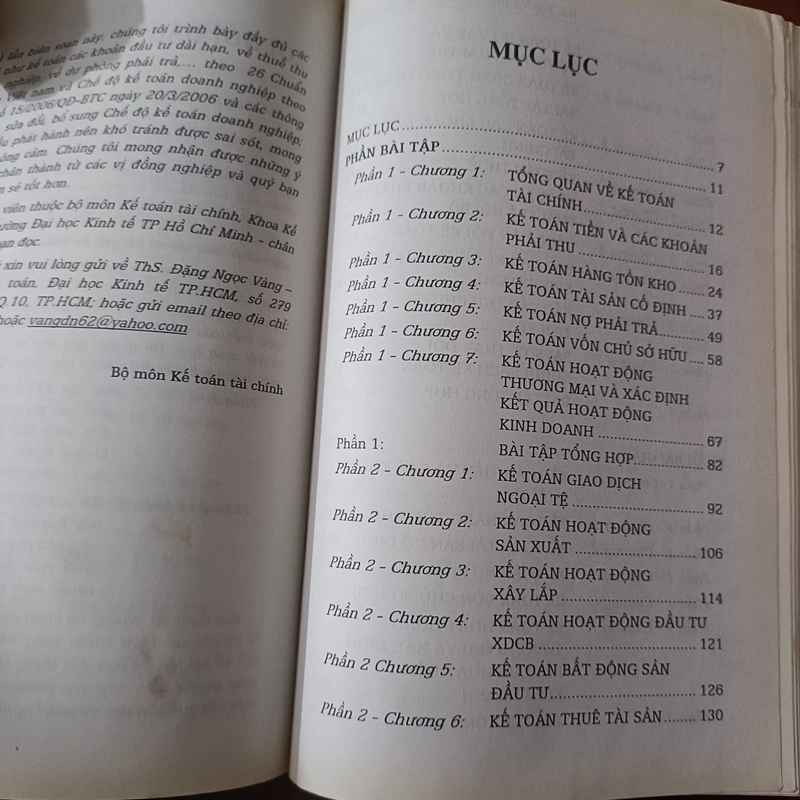 lần biên soạn này, chúng tôi trình bày đầy đủ các
như kế toán các khoản đầu tư dài hạn, về thuế thu
nghiệp, về dự phòng phải trả,... theo 26 Chuẩn
Việt nam và Chế độ kế toán doanh nghiệp theo
15/2006/QĐ-BTC ngày 20/3/2006 và các thông
sửa đổi, bổ sung Chế độ kế toán doanh nghiệp;
phát hành nên khó tránh được sai sót, mong
cảm. Chúng tôi mong nhận được những ý
chân thành từ các vị đồng nghiệp và quý bạn
sẽ tốt hơn.
viên thuộc bộ môn Kế toán tài chính, Khoa Kế
Đại học Kinh tế TP Hồ Chí Minh – chân
bạn đọc.
xin vui lòng gửi về ThS. Đặng Ngọc Vàng –
toán, Đại học Kinh tế TP.HCM, số 279
Q.10, TP.HCM; hoặc gửi email theo địa chỉ:
hoặc vangdn62@yahoo.com
Bộ môn Kế toán tài chính
MỤC LỤC
MỤC LỤC ........ 7
PHẦN BÀI TẬP ........ 11
Phần 1 – Chương 1: TỔNG QUAN VỀ KẾ TOÁN
TÀI CHÍNH ........ 12
Phần 1 – Chương 2: KẾ TOÁN TIỀN VÀ CÁC KHOẢN
PHẢI THU ........ 16
Phần 1 – Chương 3: KẾ TOÁN HÀNG TỒN KHO ........ 24
Phần 1 – Chương 4: KẾ TOÁN TÀI SẢN CỐ ĐỊNH ........ 37
Phần 1 – Chương 5: KẾ TOÁN NỢ PHẢI TRẢ ........ 49
Phần 1 – Chương 6: KẾ TOÁN VỐN CHỦ SỞ HỮU .... 58
Phần 1 – Chương 7: KẾ TOÁN HOẠT ĐỘNG
THƯƠNG MẠI VÀ XÁC ĐỊNH
KẾT QUẢ HOẠT ĐỘNG
KINH DOANH ........ 67
Phần 1: BÀI TẬP TỔNG HỢP ........ 82
Phần 2 – Chương 1: KẾ TOÁN GIAO DỊCH
NGOẠI TỆ ........ 92
Phần 2 – Chương 2: KẾ TOÁN HOẠT ĐỘNG
SẢN XUẤT ........ 106
Phần 2 – Chương 3: KẾ TOÁN HOẠT ĐỘNG
XÂY LẮP ........ 114
Phần 2 – Chương 4: KẾ TOÁN HOẠT ĐỘNG ĐẦU TƯ
XDCB ........ 121
Phần 2 Chương 5: KẾ TOÁN BẤT ĐỘNG SẢN
ĐẦU TƯ ........ 126
Phần 2 – Chương 6: KẾ TOÁN THUÊ TÀI SẢN ........ 130